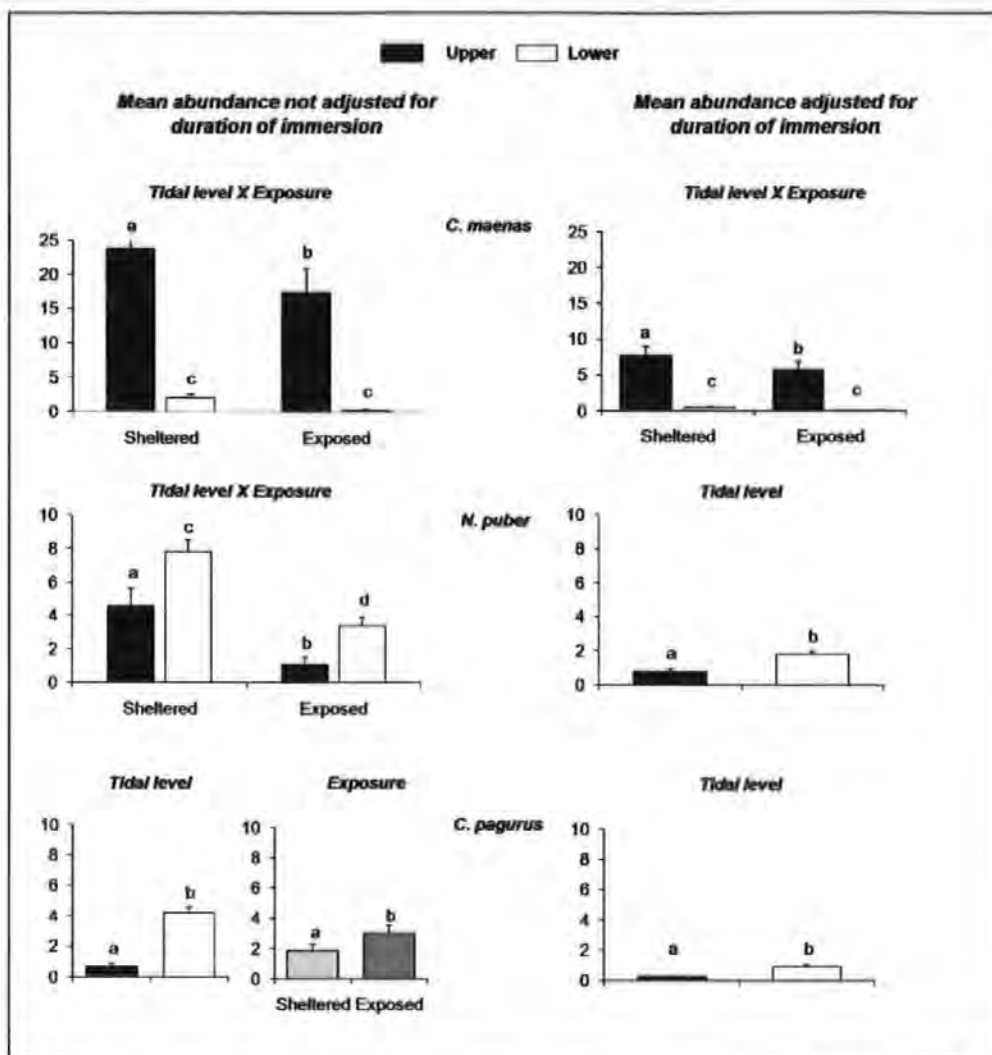 Upper Lower
Mean abundance not adjusted for
duration of immersion
Mean abundance adjusted for
duration of immersion
Tidal level X Exposure
Tidal level X Exposure
C. maenas
25
20
15
10
5
0
a
c
b
c
Sheltered Exposed
25
20
15
10
5
0
a
c
b
c
Sheltered Exposed
Tidal level X Exposure
Tidal level
N. puber
10
8
6
4
2
0
a
c
b
d
Sheltered Exposed
10
8
6
4
2
0
a
b
Tidal level
Exposure
Tidal level
C. pagurus
10
8
6
4
2
0
a
b
10
8
6
4
2
0
a
b
Sheltered Exposed
10
8
6
4
2
0
a
b